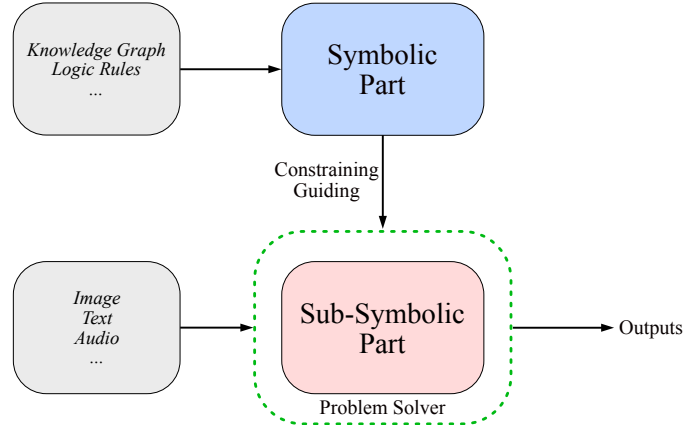 Knowledge Graph
Logic Rules
...
Symbolic
Part
Constraining
Guiding
Image
Text
Audio
...
Sub-Symbolic
Part
Problem Solver
Outputs